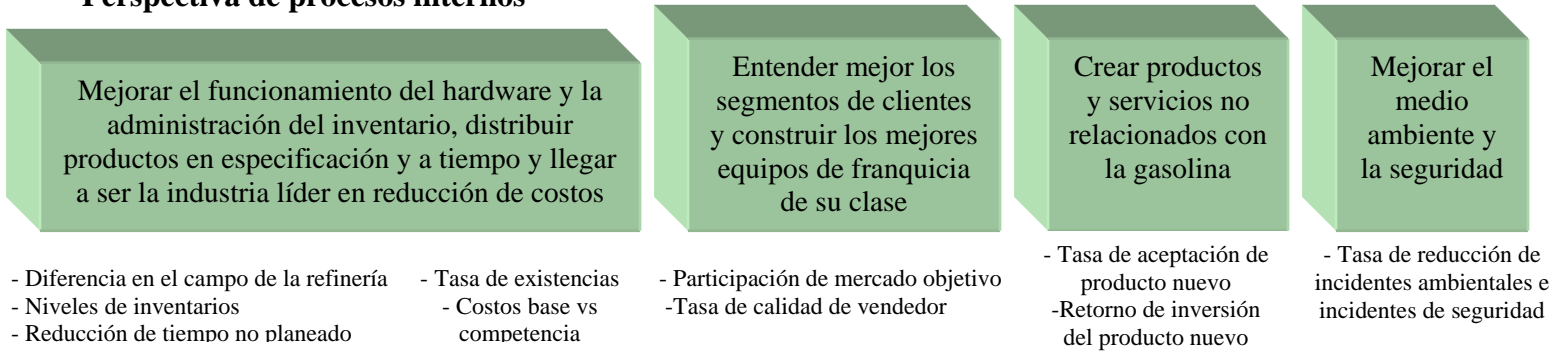 Perspectiva de procesos internos
Mejorar el funcionamiento del hardware y la
administración del inventario, distribuir
productos en especificación y a tiempo y llegar
a ser la industria líder en reducción de costos
Entender mejor los
segmentos de clientes
y construir los mejores
equipos de franquicia
de su clase
Crear productos
y servicios no
relacionados con
la gasolina
Mejorar el
medio
ambiente y
la seguridad
- Diferencia en el campo de la refinería
- Niveles de inventarios
- Reducción de tiempo no planeado
- Tasa de existencias
- Costos base vs
competencia
- Participación de mercado objetivo
-Tasa de calidad de vendedor
- Tasa de aceptación de
producto nuevo
-Retorno de inversión
del producto nuevo
- Tasa de reducción de
incidentes ambientales e
incidentes de seguridad